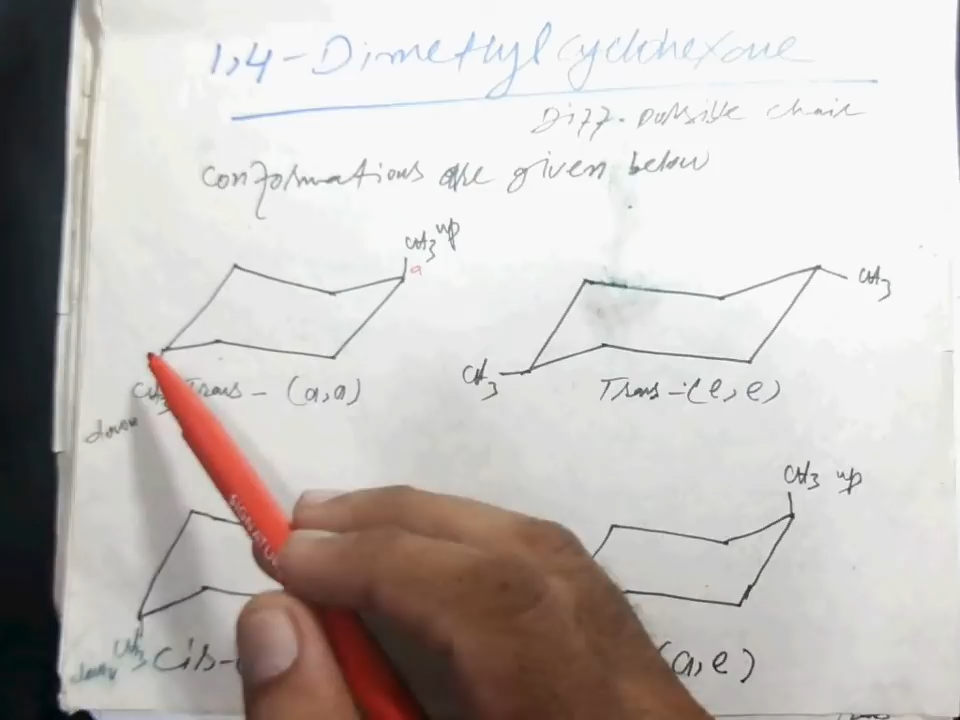 1,4-Dimethylcyclohexane
Diff. possible chair
conformations are given below
CH3 up
a
CH3
CH3
Trans - (a,a)
down
CH3
Trans - (e,e)
CH3 up
CH3
down
Cis-
(a,e)